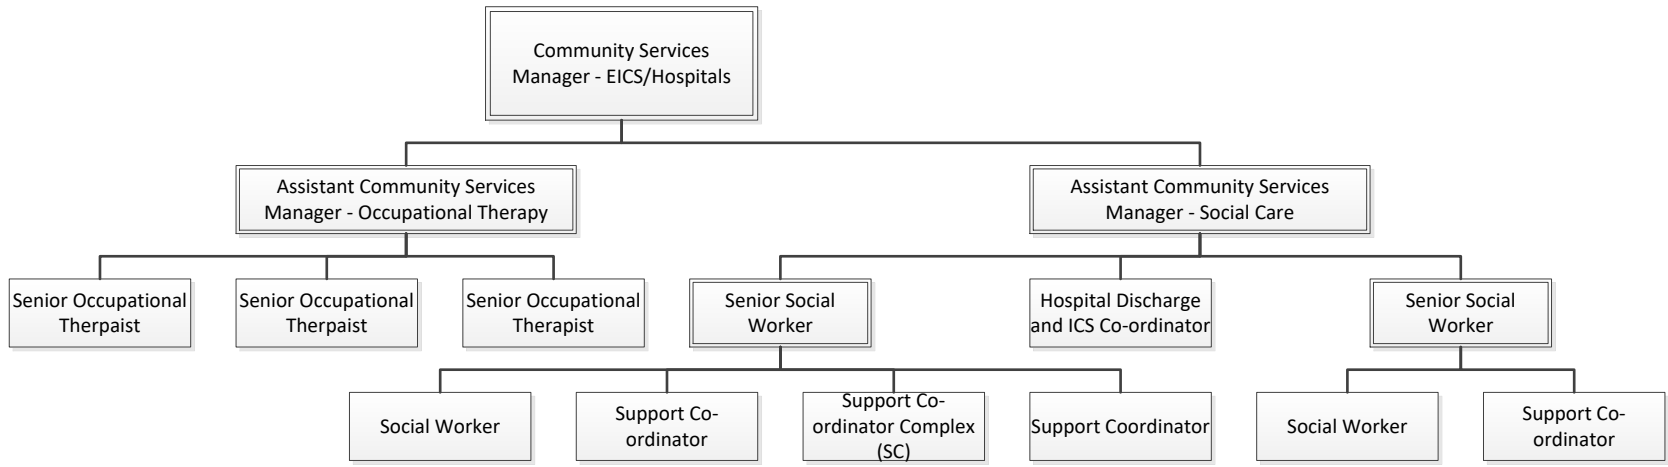 Community Services
Manager - EICS/Hospitals
Assistant Community Services
Manager - Occupational Therapy
Assistant Community Services
Manager - Social Care
Senior Occupational
Therpaist
Senior Occupational
Therpaist
Senior Occupational
Therapist
Senior Social
Worker
Hospital Discharge
and ICS Co-ordinator
Senior Social
Worker
Social Worker
Support Co-
ordinator
Support Co-
ordinator Complex
(SC)
Support Coordinator
Social Worker
Support Co-
ordinator